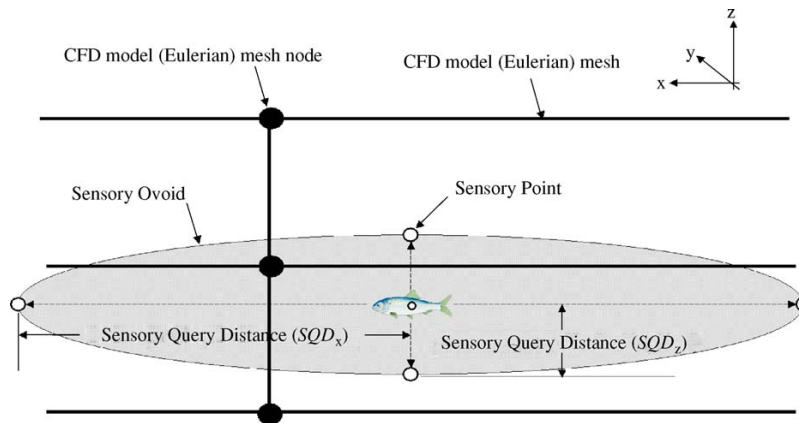 z
y
x
CFD model (Eulerian) mesh node
CFD model (Eulerian) mesh
Sensory Ovoid
Sensory Point
Sensory Query Distance (SQDx)
Sensory Query Distance (SQDz)